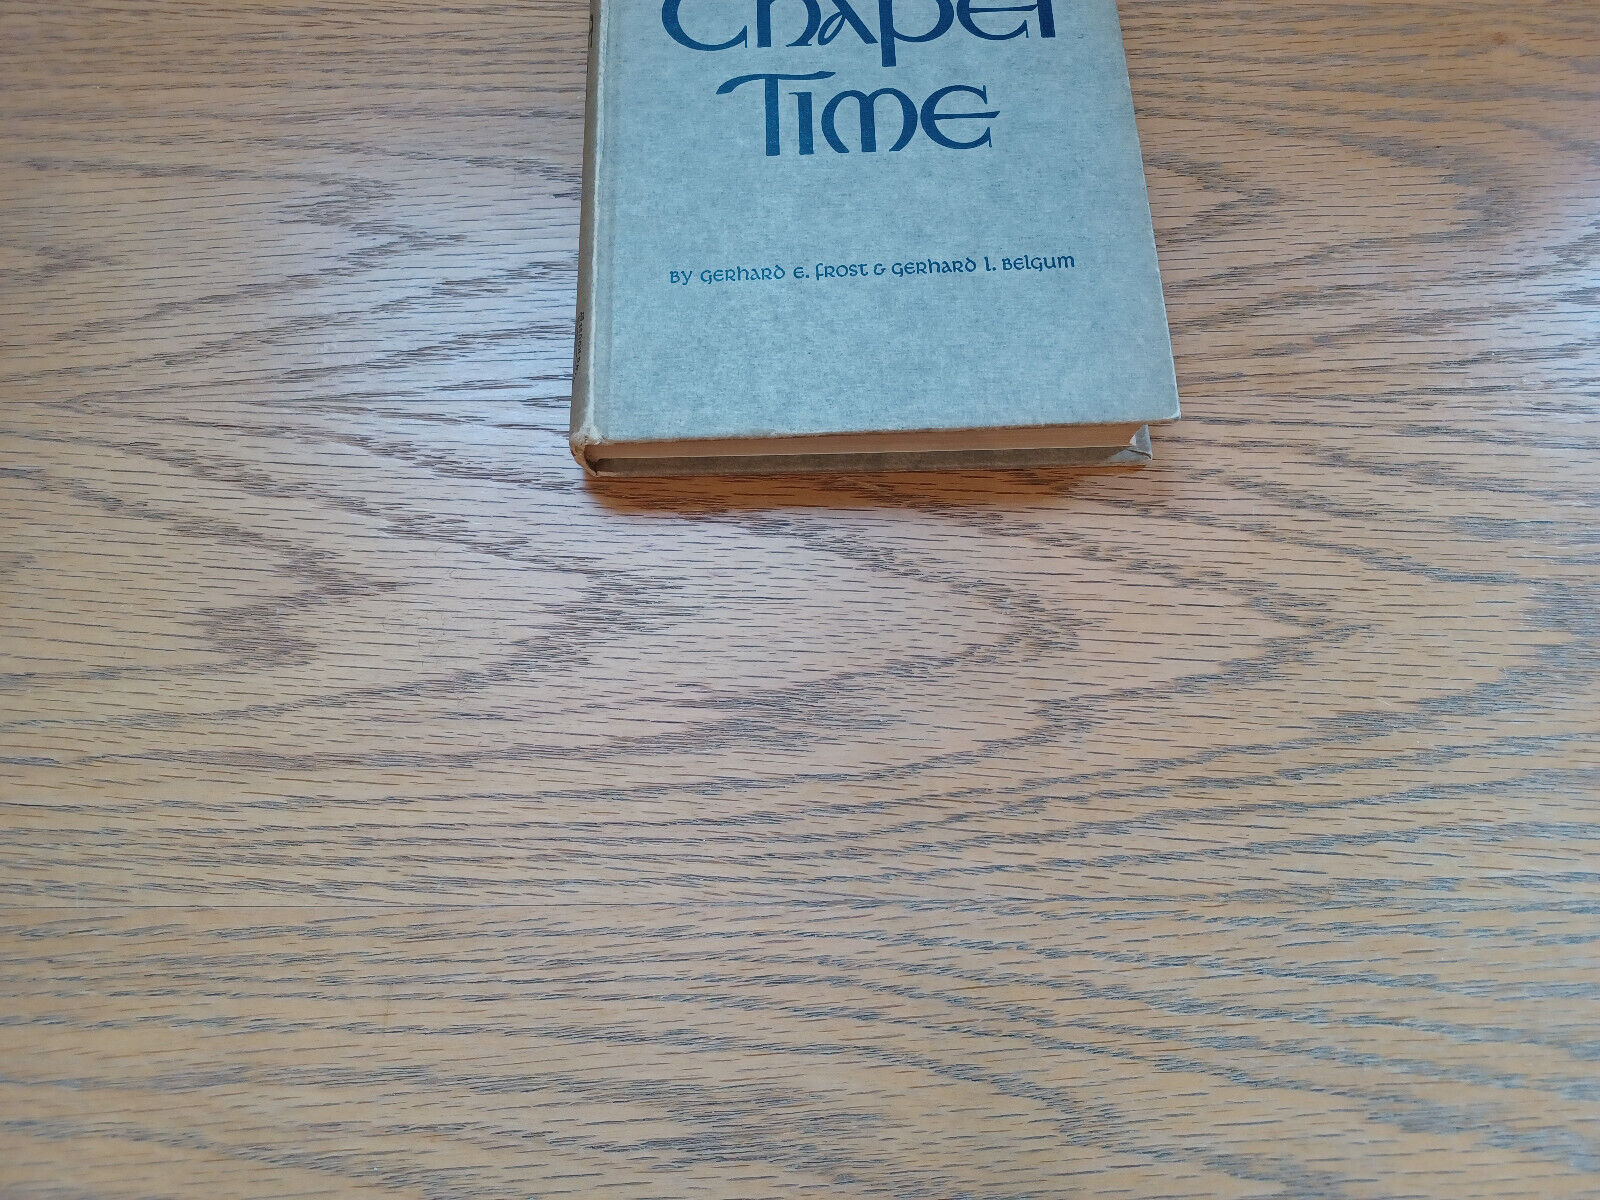 Chapel
Time
By Gerhard E. Frost & Gerhard L. Belgum